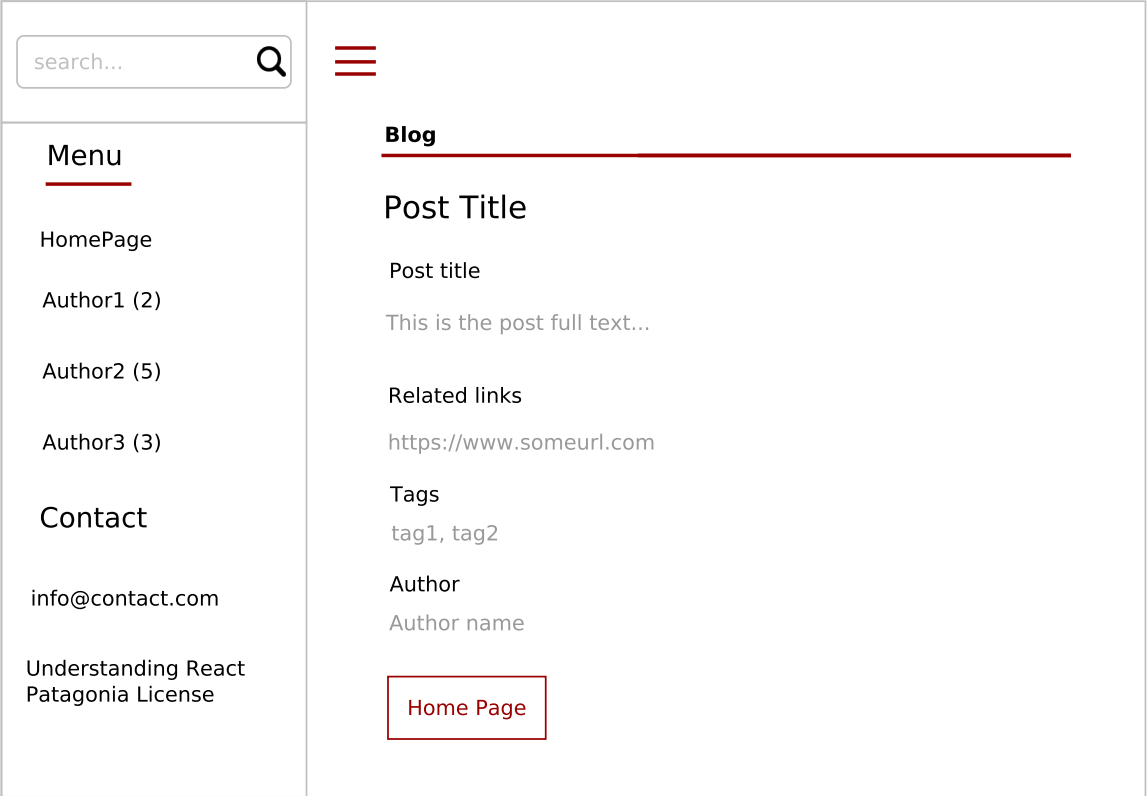 search...
Menu
HomePage
Author1 (2)
Author2 (5)
Author3 (3)
Contact
info@contact.com
Understanding React
Patagonia License
Blog
Post Title
Post title
This is the post full text...
Related links
https://www.someurl.com
Tags
tag1, tag2
Author
Author name
Home Page